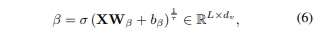 β = σ (XW_β + b_β)^{1/τ} ∈ ℝ^{L×d_v}, (6)